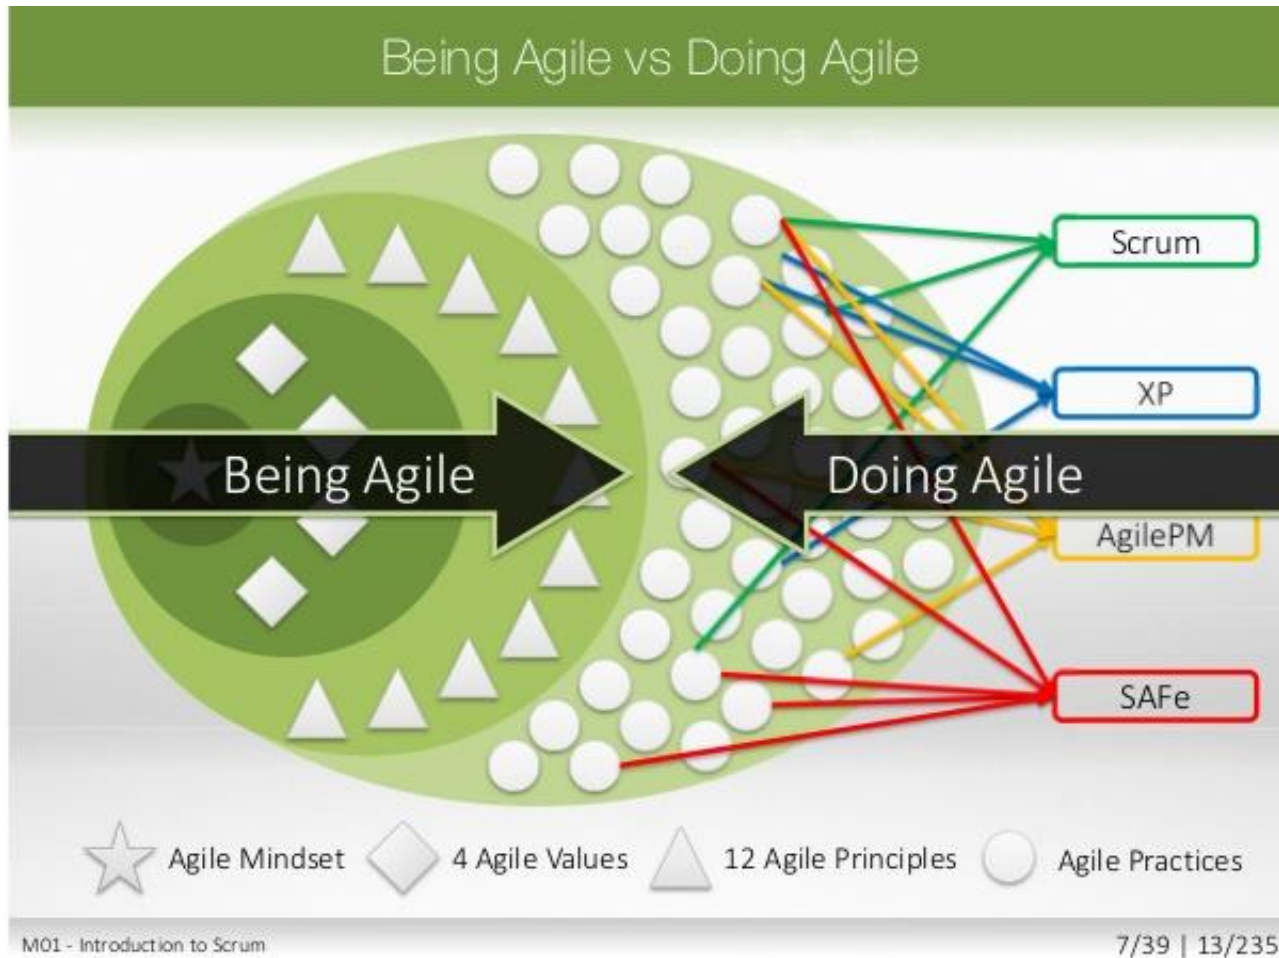 Being Agile vs Doing Agile
Scrum
XP
Being Agile
Doing Agile
AgilePM
SAFe
Agile Mindset
4 Agile Values
12 Agile Principles
Agile Practices
M01 - Introduction to Scrum
7/39 | 13/235